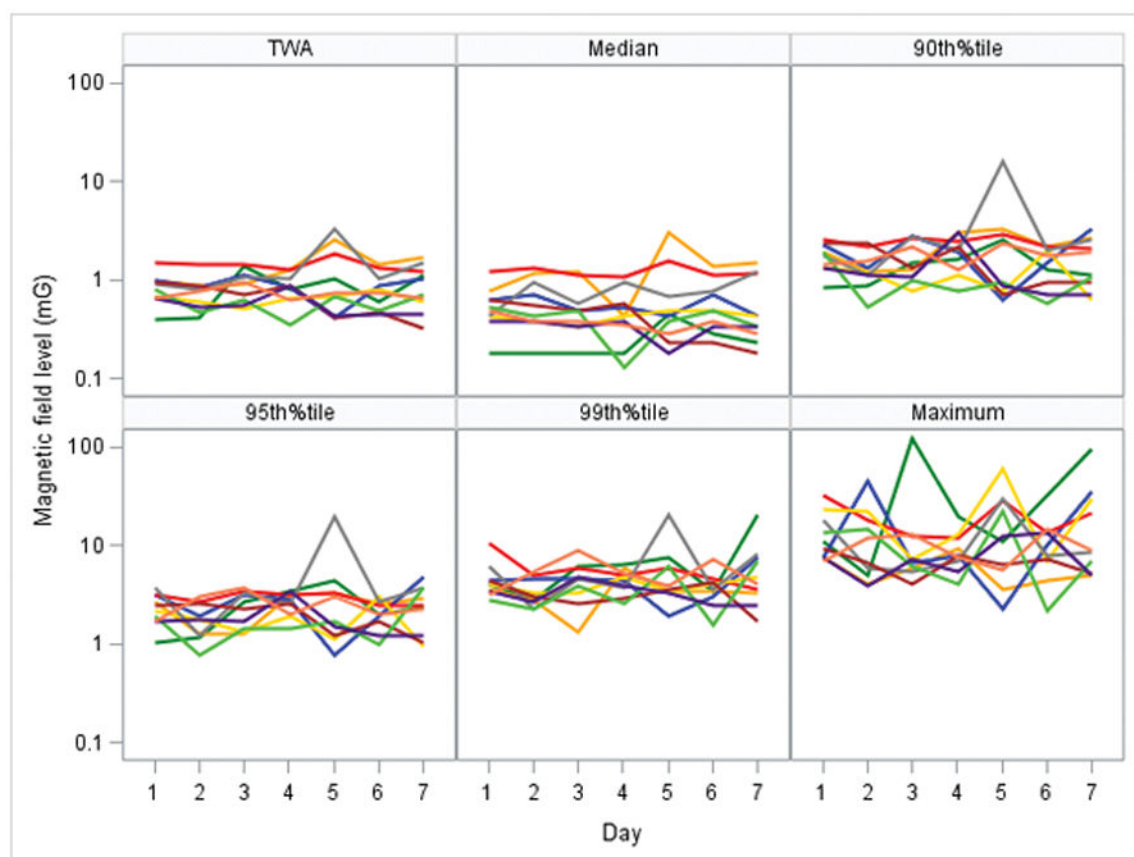 TWA Median 90th%tile
100
10
1
0.1
95th%tile 99th%tile Maximum
100
10
1
0.1
Magnetic field level (mG)
1 2 3 4 5 6 7 1 2 3 4 5 6 7 1 2 3 4 5 6 7
Day